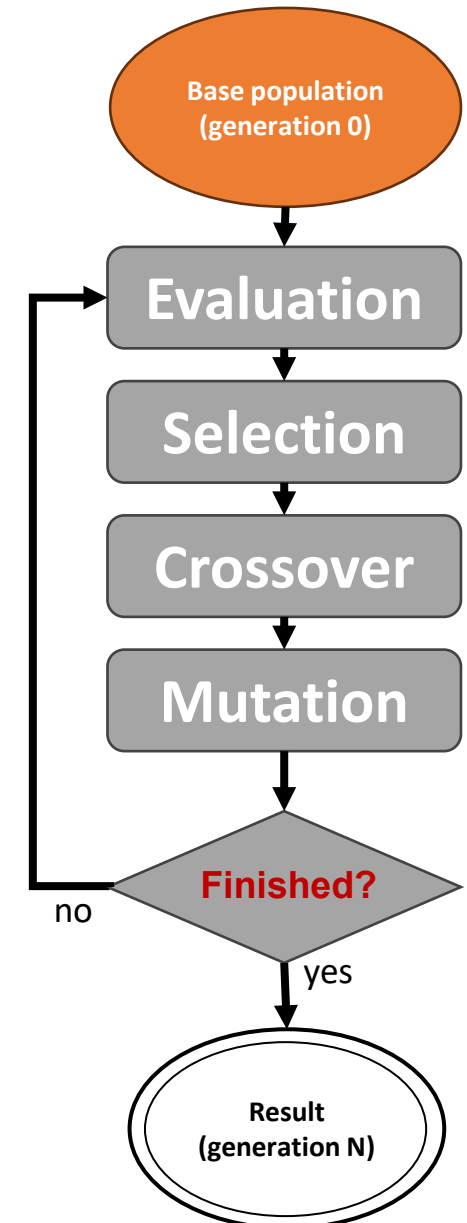 Base population
(generation 0)
Evaluation
Selection
Crossover
Mutation
Finished?
no
yes
Result
(generation N)